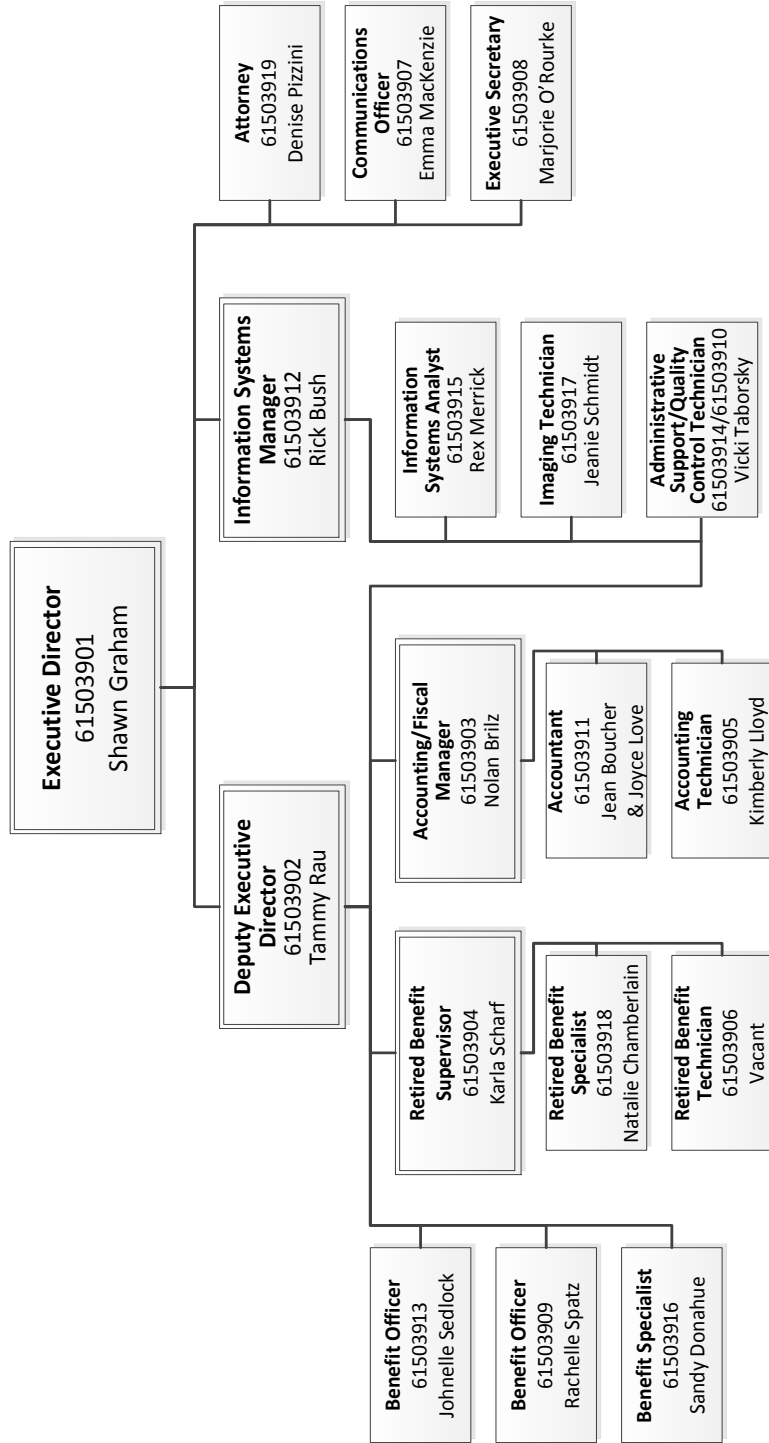 Executive Director
61503901
Shawn Graham
Deputy Executive
Director
61503902
Tammy Rau
Information Systems
Manager
61503912
Rick Bush
Attorney
61503919
Denise Pizzini
Communications
Officer
61503907
Emma MacKenzie
Executive Secretary
61503908
Marjorie O’Rourke
Benefit Officer
61503913
Johnelle Sedlock
Benefit Officer
61503909
Rachelle Spatz
Benefit Specialist
61503916
Sandy Donahue
Retired Benefit
Supervisor
61503904
Karla Scharf
Retired Benefit
Specialist
61503918
Natalie Chamberlain
Retired Benefit
Technician
61503906
Vacant
Accounting/Fiscal
Manager
61503903
Nolan Brilz
Accountant
61503911
Jean Boucher
& Joyce Love
Accounting
Technician
61503905
Kimberly Lloyd
Information
Systems Analyst
61503915
Rex Merrick
Imaging Technician
61503917
Jeanie Schmidt
Administrative
Support/Quality
Control Technician
61503914/61503910
Vicki Taborsky